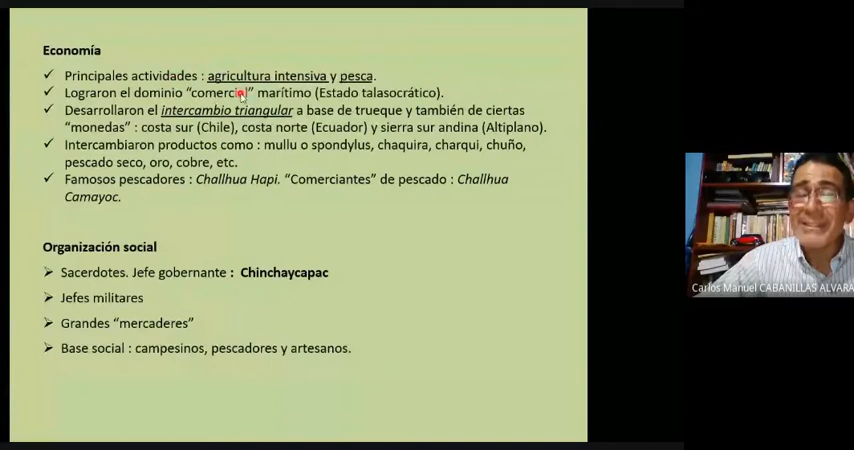 Economía
✓ Principales actividades : agricultura intensiva y pesca.
✓ Lograron el dominio “comercial” marítimo (Estado talasocrático).
✓ Desarrollaron el intercambio triangular a base de trueque y también de ciertas
“monedas” : costa sur (Chile), costa norte (Ecuador) y sierra sur andina (Altiplano).
✓ Intercambiaron productos como : mullu o spondylus, chaquira, charqui, chuño,
pescado seco, oro, cobre, etc.
✓ Famosos pescadores : Challhua Hapi. “Comerciantes” de pescado : Challhua
Camayoc.
Organización social
➢ Sacerdotes. Jefe gobernante : Chinchaycapac
➢ Jefes militares
➢ Grandes “mercaderes”
➢ Base social : campesinos, pescadores y artesanos.
Carlos Manuel CABANILLAS ALVARA